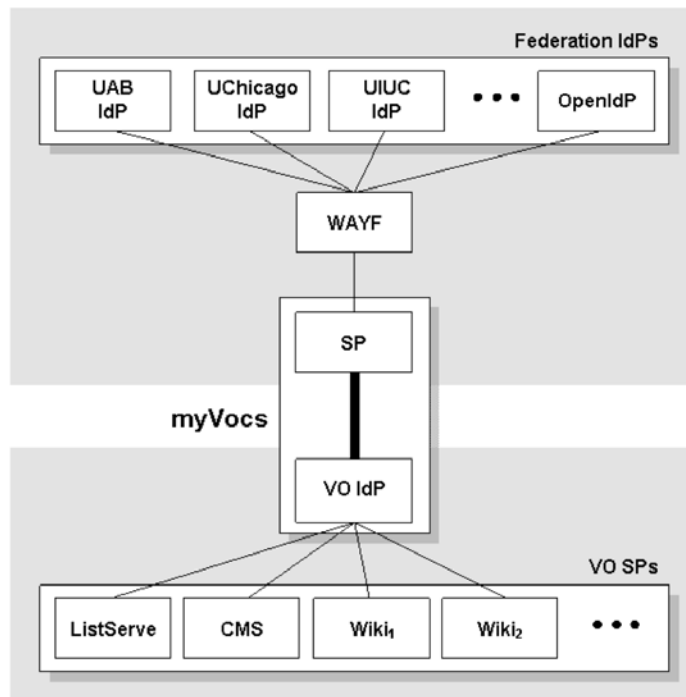 Federation IdPs
UAB
IdP
UChicago
IdP
UIUC
IdP
OpenIdP
WAYF
SP
myVocs
VO IdP
VO SPs
ListServe
CMS
Wiki₁
Wiki₂